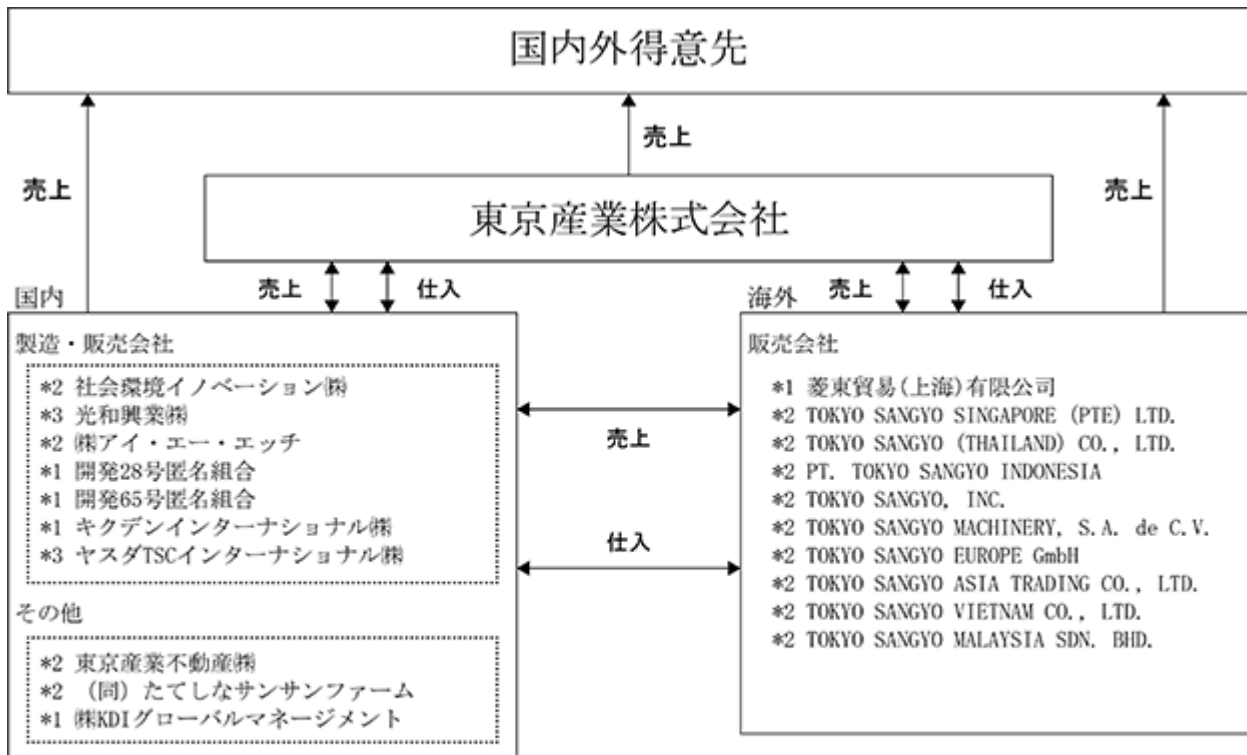 国内外得意先
売上
売上
売上
東京産業株式会社
国内
売上
仕入
海外
売上
仕入
製造・販売会社
*2 社会環境イノベーション㈱
*3 光和興業㈱
*2 ㈱アイ・エー・エッチ
*1 開発28号匿名組合
*1 開発65号匿名組合
*1 キクデンインターナショナル㈱
*3 ヤスダTSCインターナショナル㈱
その他
*2 東京産業不動産㈱
*2 （同）たてしなサンサンファーム
*1 ㈱KDIグローバルマネージメント
売上
仕入
販売会社
*1 菱東貿易(上海)有限公司
*2 TOKYO SANGYO SINGAPORE (PTE) LTD.
*2 TOKYO SANGYO (THAILAND) CO., LTD.
*2 PT. TOKYO SANGYO INDONESIA
*2 TOKYO SANGYO, INC.
*2 TOKYO SANGYO MACHINERY, S.A. de C.V.
*2 TOKYO SANGYO EUROPE GmbH
*2 TOKYO SANGYO ASIA TRADING CO., LTD.
*2 TOKYO SANGYO VIETNAM CO., LTD.
*2 TOKYO SANGYO MALAYSIA SDN. BHD.